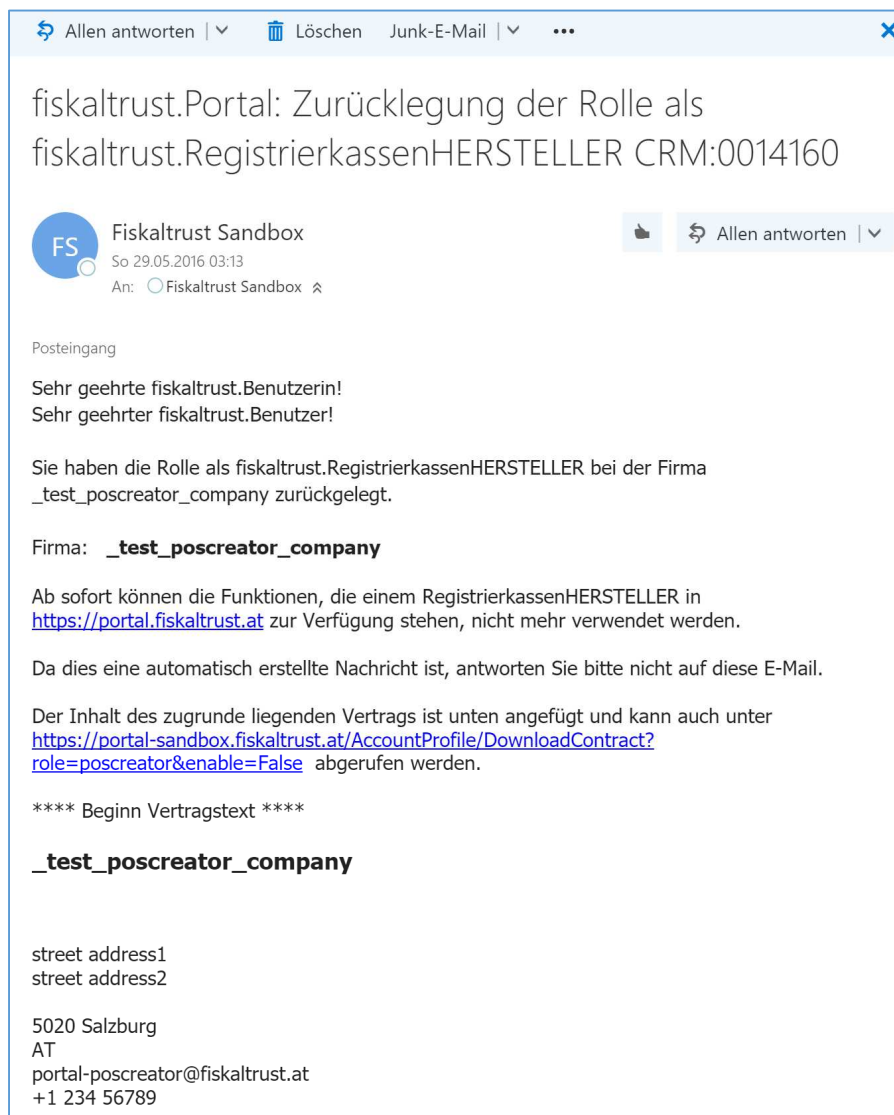 Allen antworten | Löschen Junk-E-Mail | •••
fiskaltrust.Portal: Zurücklegung der Rolle als
fiskaltrust.RegistrierkassenHERSTELLER CRM:0014160
FS
Fiskaltrust Sandbox
Allen antworten |
So 29.05.2016 03:13
An: Fiskaltrust Sandbox
Posteingang
Sehr geehrte fiskaltrust.Benutzerin!
Sehr geehrter fiskaltrust.Benutzer!
Sie haben die Rolle als fiskaltrust.RegistrierkassenHERSTELLER bei der Firma
_test_poscreator_company zurückgelegt.
Firma: _test_poscreator_company
Ab sofort können die Funktionen, die einem RegistrierkassenHERSTELLER in
https://portal.fiskaltrust.at zur Verfügung stehen, nicht mehr verwendet werden.
Da dies eine automatisch erstellte Nachricht ist, antworten Sie bitte nicht auf diese E-Mail.
Der Inhalt des zugrunde liegenden Vertrags ist unten angefügt und kann auch unter
https://portal-sandbox.fiskaltrust.at/AccountProfile/DownloadContract?
role=poscreator&enable=False abgerufen werden.
**** Beginn Vertragstext ****
_test_poscreator_company
street address1
street address2
5020 Salzburg
AT
portal-poscreator@fiskaltrust.at
+1 234 56789